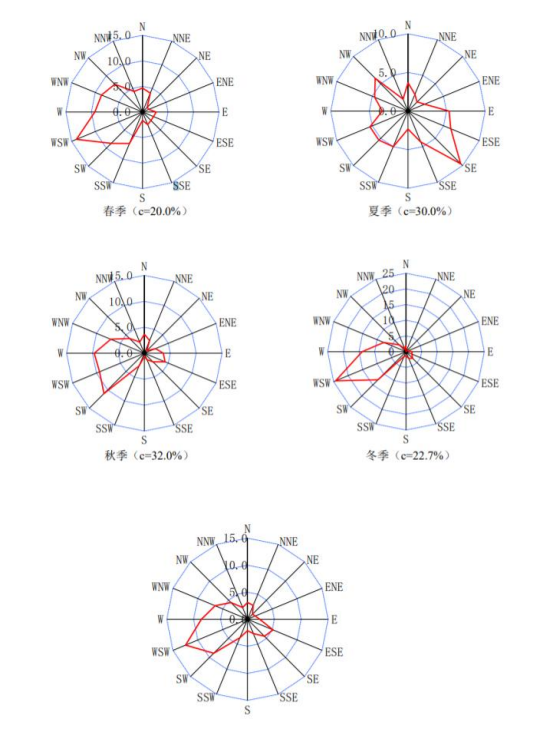 N
NNW 15.0 NNE
NW 10.0 NE
WNW 5.0 ENE
W 0.0 E
WSW ESE
SW SE
SSW SSE
S
春季（c=20.0%）
N
NNW 10.0 NNE
NW NE
WNW 5.0 ENE
W 0.0 E
WSW ESE
SW SE
SSW SSE
S
夏季（c=30.0%）
N
NNW 15.0 NNE
NW 10.0 NE
WNW 5.0 ENE
W 0.0 E
WSW ESE
SW SE
SSW SSE
S
秋季（c=32.0%）
N
NNW 25 NNE
NW 20 NE
15
WNW 10 ENE
5
W 0 E
WSW ESE
SW SE
SSW SSE
S
冬季（c=22.7%）
N
NNW 15.0 NNE
NW 10.0 NE
WNW 5.0 ENE
W 0.0 E
WSW ESE
SW SE
SSW SSE
S